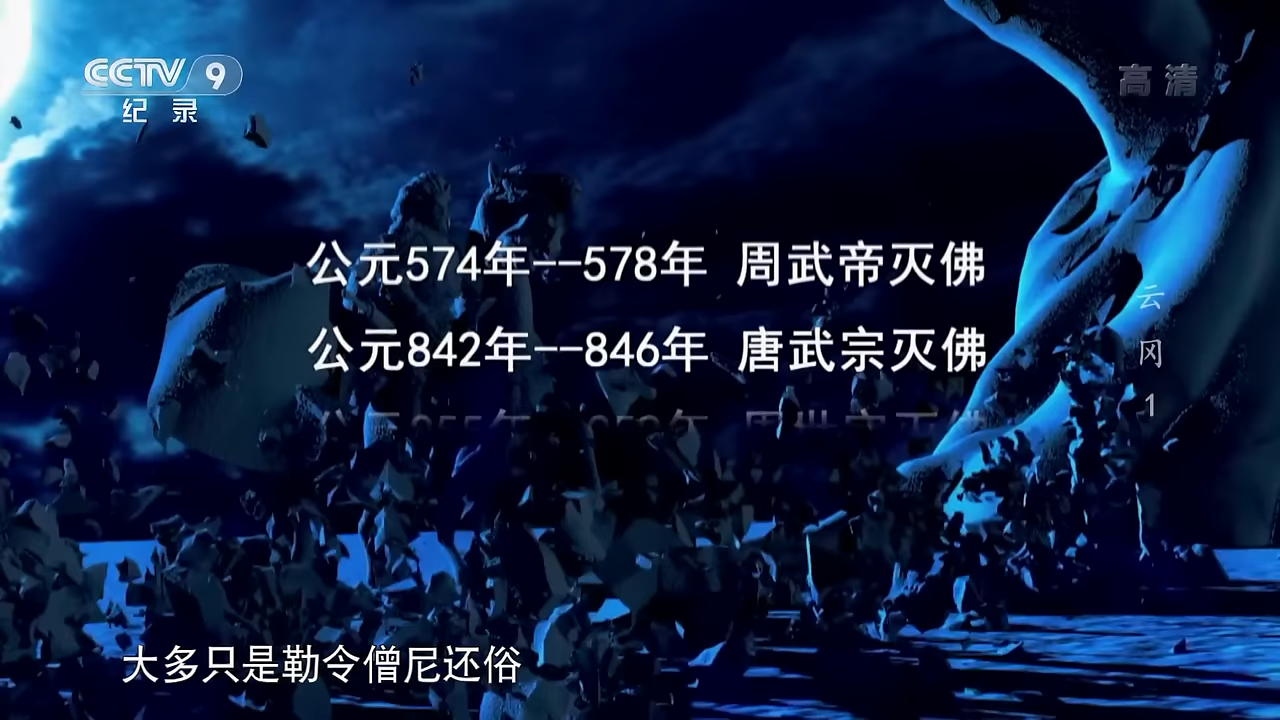 CCTV 9
纪录
高清
公元574年--578年 周武帝灭佛
公元842年--846年 唐武宗灭佛
云冈1
大多只是勒令僧尼还俗